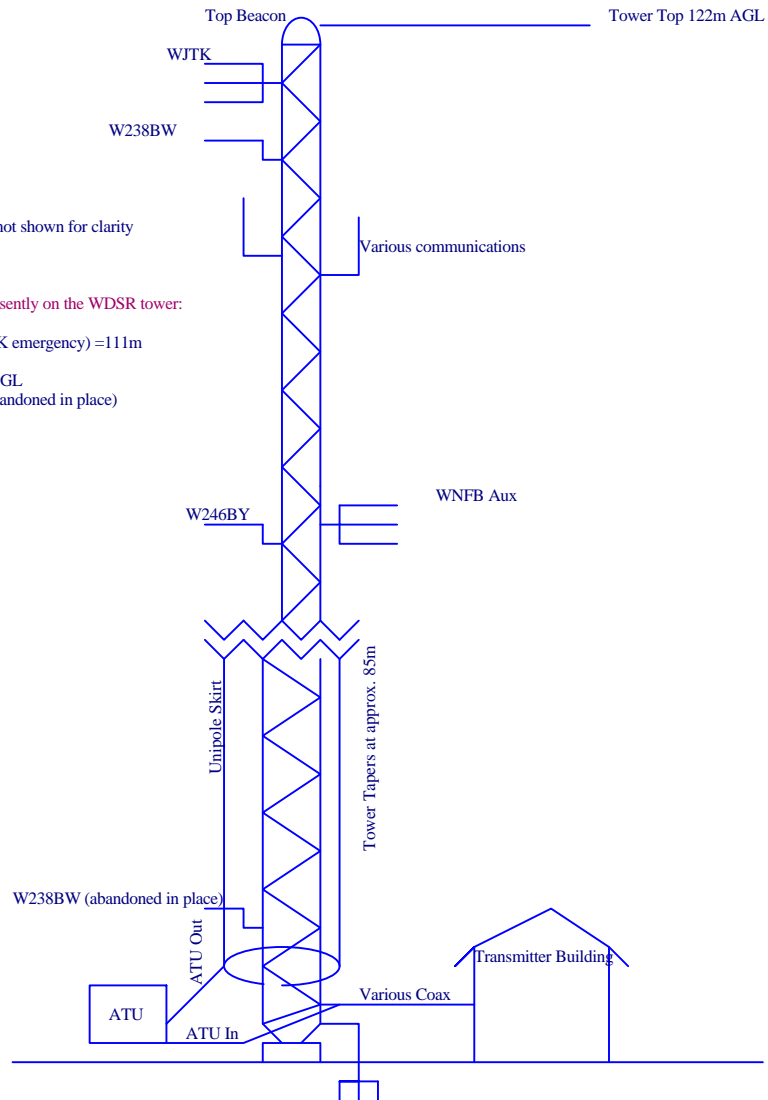 Top Beacon
Tower Top 122m AGL
WJTK
W238BW
not shown for clarity
Various communications
sently on the WDSR tower:
K emergency) =111m
GL
andoned in place)
WNFB Aux
W246BY
Unipole Skirt
Tower Tapers at approx. 85m
W238BW (abandoned in place)
ATU Out
Transmitter Building
Various Coax
ATU
ATU In